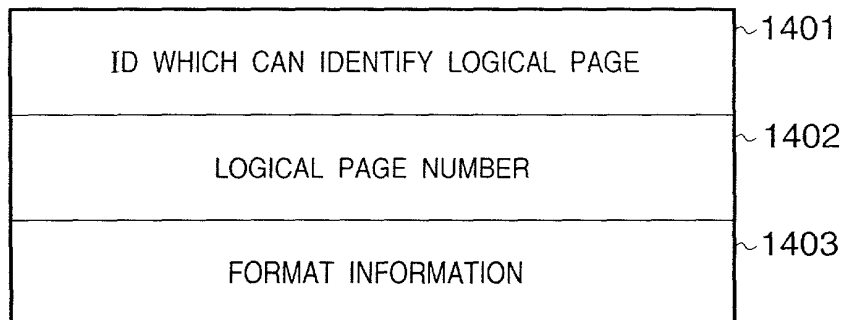 ID WHICH CAN IDENTIFY LOGICAL PAGE
1401
LOGICAL PAGE NUMBER
1402
FORMAT INFORMATION
1403